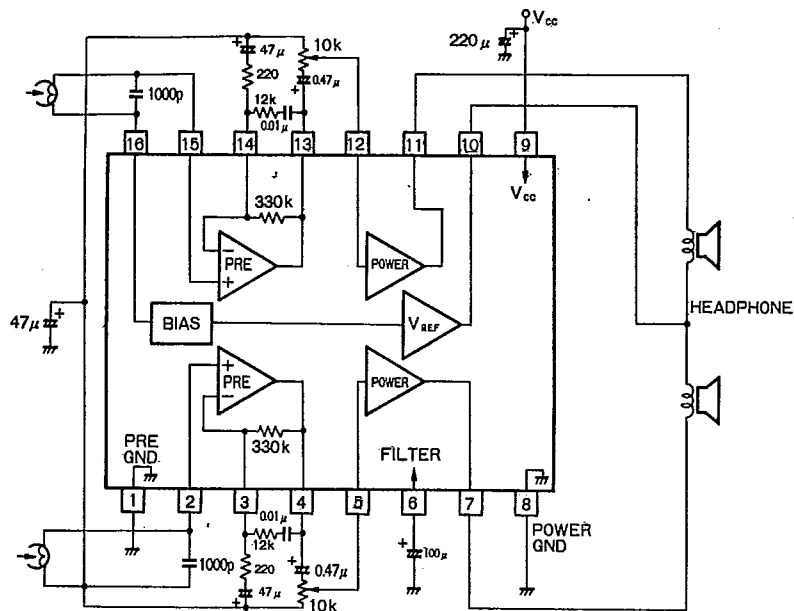 Vcc
220μ
47μ
10k
220
0.47μ
12k
0.01μ
1000p
16
15
14
13
12
11
10
9
Vcc
330k
−
PRE
+
POWER
HEADPHONE
47μ
BIAS
VREF
+
PRE
−
POWER
330k
PRE
GND
FILTER
1
2
3
4
5
6
7
8
POWER
GND
0.01μ
12k
1000p
220
0.47μ
100μ
47μ
10k